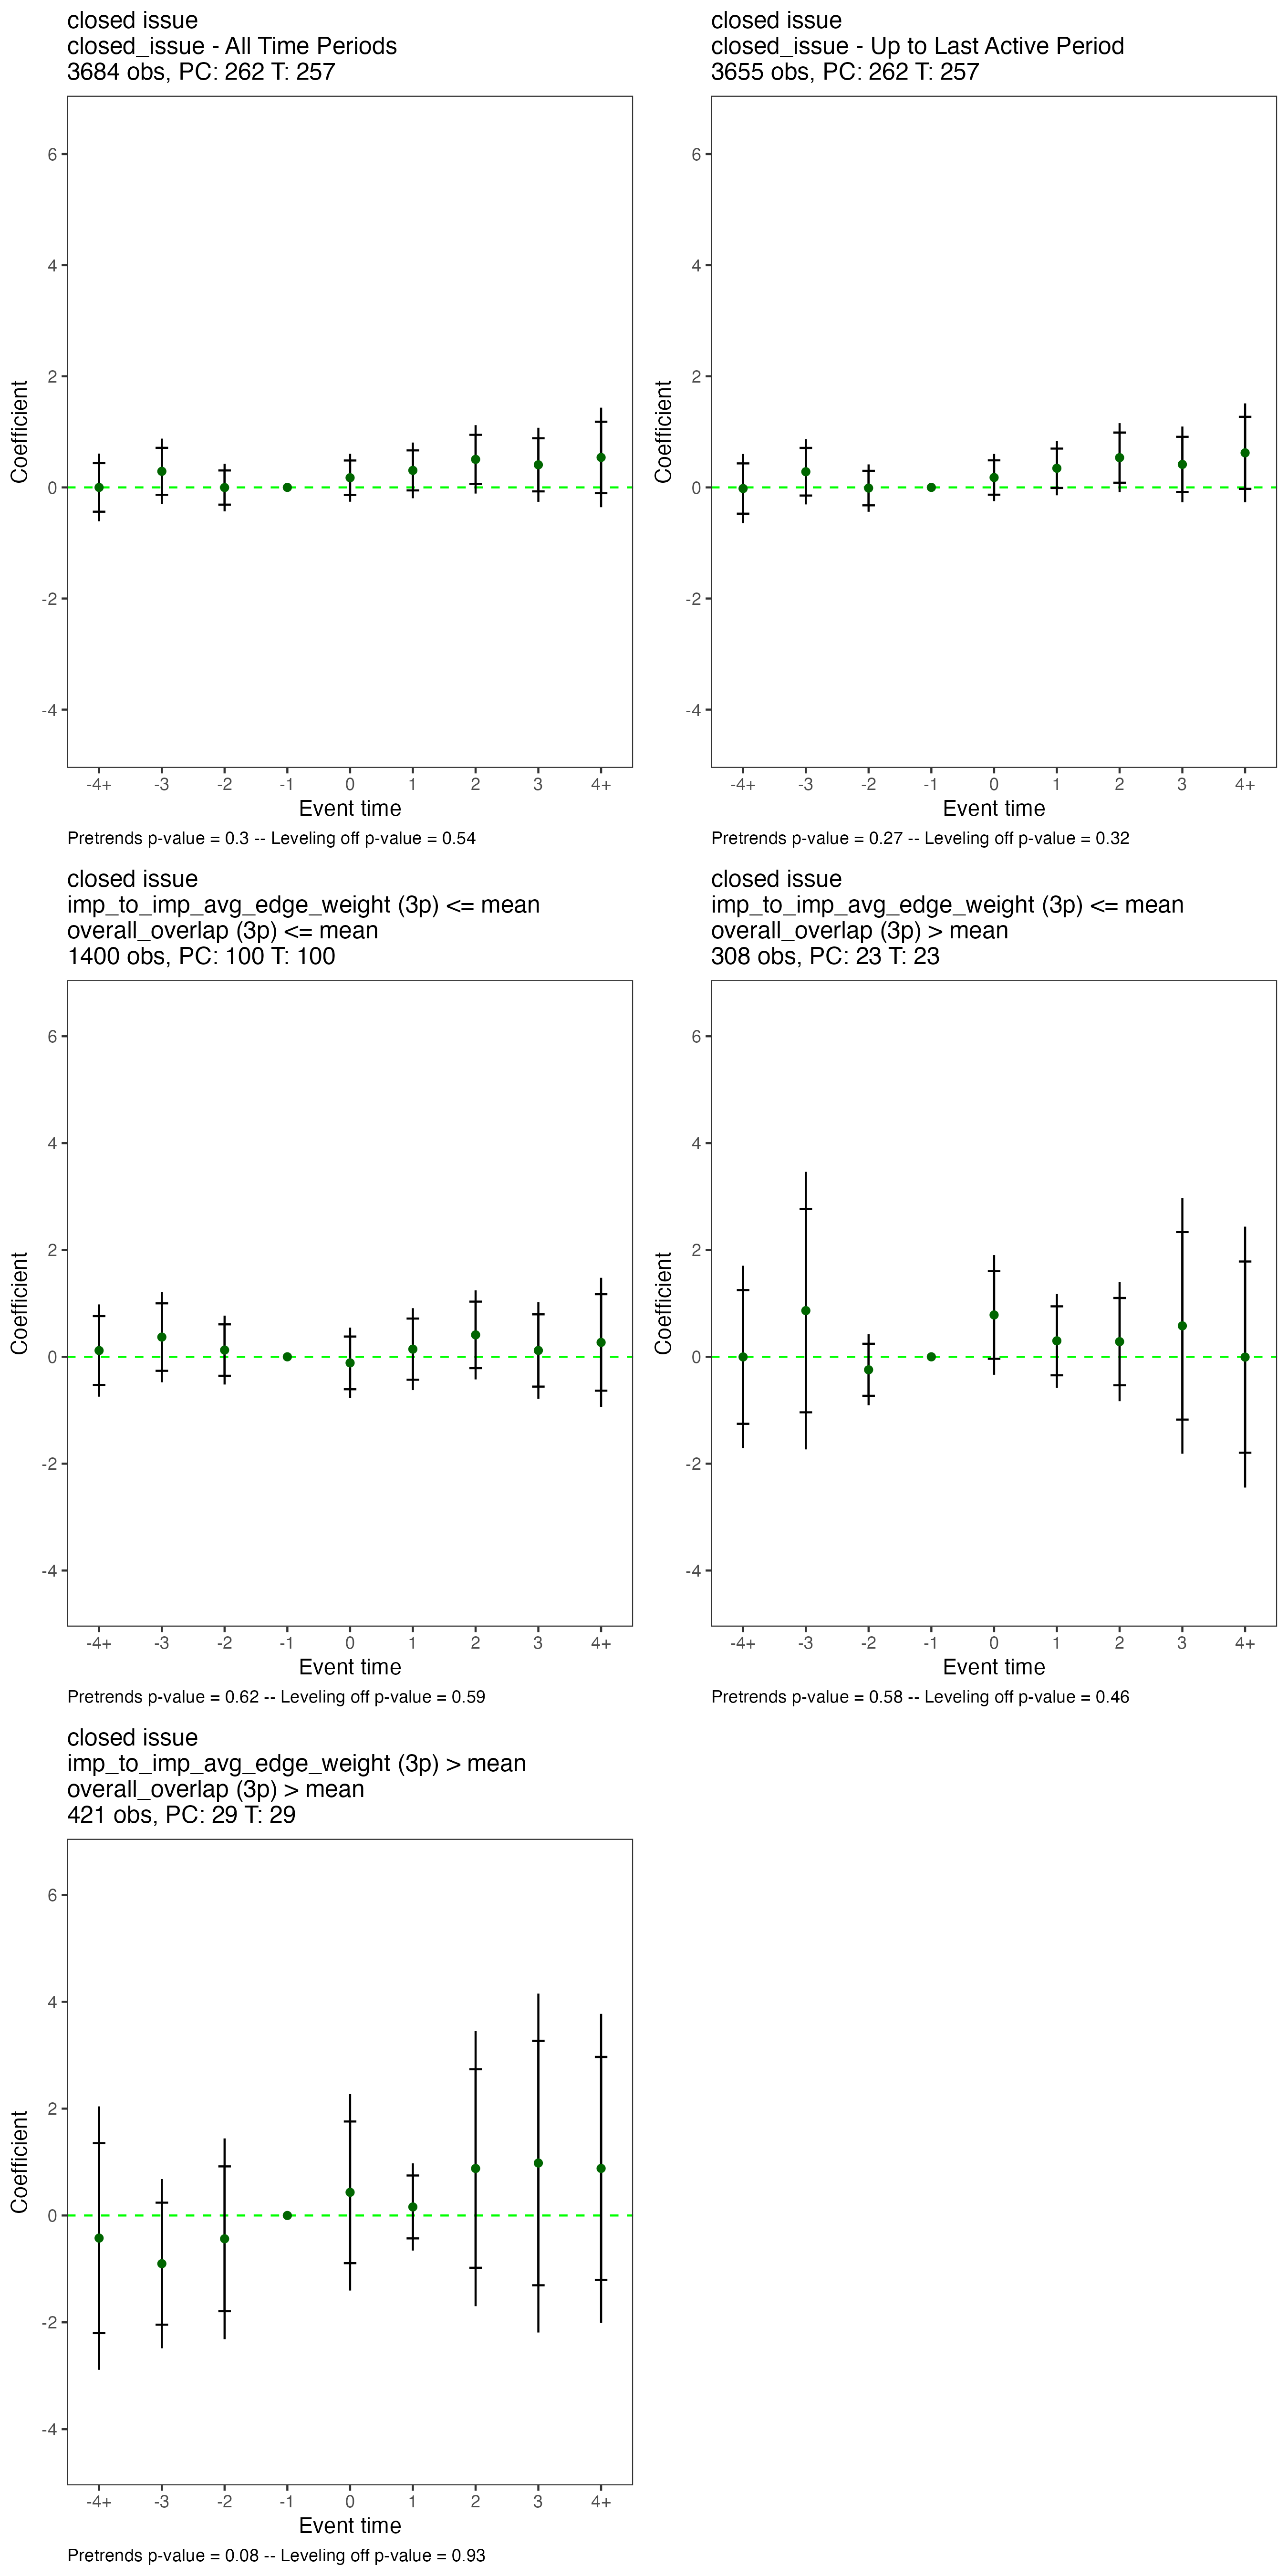 closed issue
closed_issue - All Time Periods
3684 obs, PC: 262 T: 257
6
4
2
0
-2
-4
Coefficient
-4+ -3 -2 -1 0 1 2 3 4+
Event time
Pretrends p-value = 0.3 -- Leveling off p-value = 0.54
closed issue
closed_issue - Up to Last Active Period
3655 obs, PC: 262 T: 257
6
4
2
0
-2
-4
Coefficient
-4+ -3 -2 -1 0 1 2 3 4+
Event time
Pretrends p-value = 0.27 -- Leveling off p-value = 0.32
closed issue
imp_to_imp_avg_edge_weight (3p) <= mean
overall_overlap (3p) <= mean
1400 obs, PC: 100 T: 100
6
4
2
0
-2
-4
Coefficient
-4+ -3 -2 -1 0 1 2 3 4+
Event time
Pretrends p-value = 0.62 -- Leveling off p-value = 0.59
closed issue
imp_to_imp_avg_edge_weight (3p) <= mean
overall_overlap (3p) > mean
308 obs, PC: 23 T: 23
6
4
2
0
-2
-4
Coefficient
-4+ -3 -2 -1 0 1 2 3 4+
Event time
Pretrends p-value = 0.58 -- Leveling off p-value = 0.46
closed issue
imp_to_imp_avg_edge_weight (3p) > mean
overall_overlap (3p) > mean
421 obs, PC: 29 T: 29
6
4
2
0
-2
-4
Coefficient
-4+ -3 -2 -1 0 1 2 3 4+
Event time
Pretrends p-value = 0.08 -- Leveling off p-value = 0.93